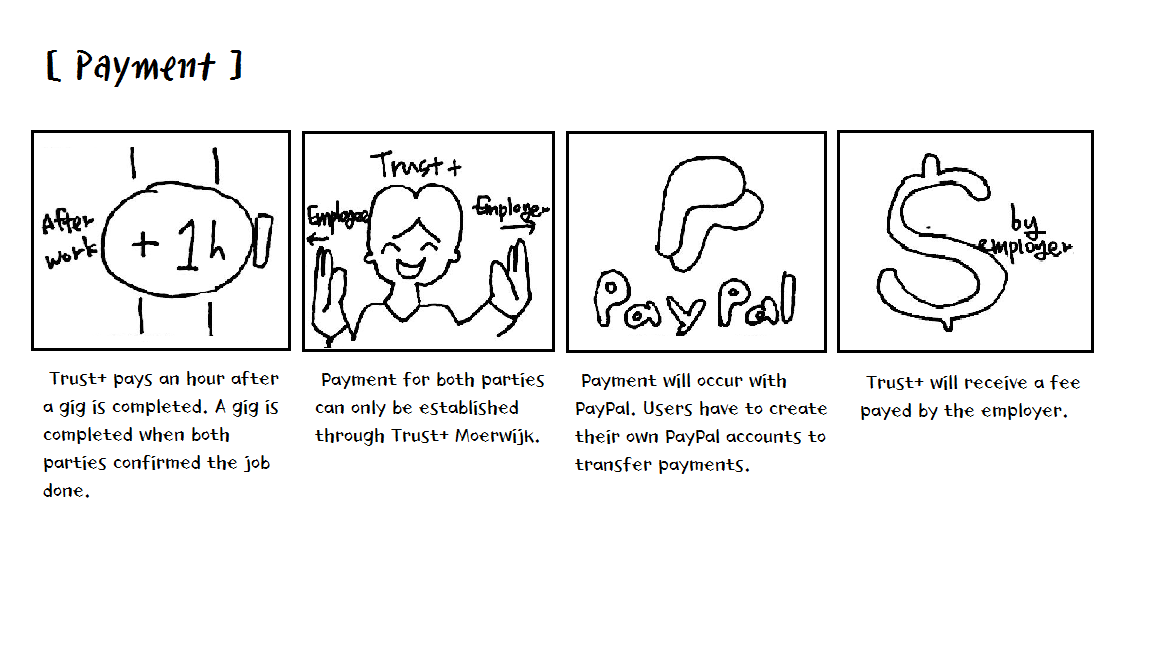 [ Payment ]
After
work
+ 1h
Trust+
Employee
Employer
PayPal
by
employer
Trust+ pays an hour after
a gig is completed. A gig is
completed when both
parties confirmed the job
done.
Payment for both parties
can only be established
through Trust+ Moerwijk.
Payment will occur with
PayPal. Users have to create
their own PayPal accounts to
transfer payments.
Trust+ will receive a fee
payed by the employer.